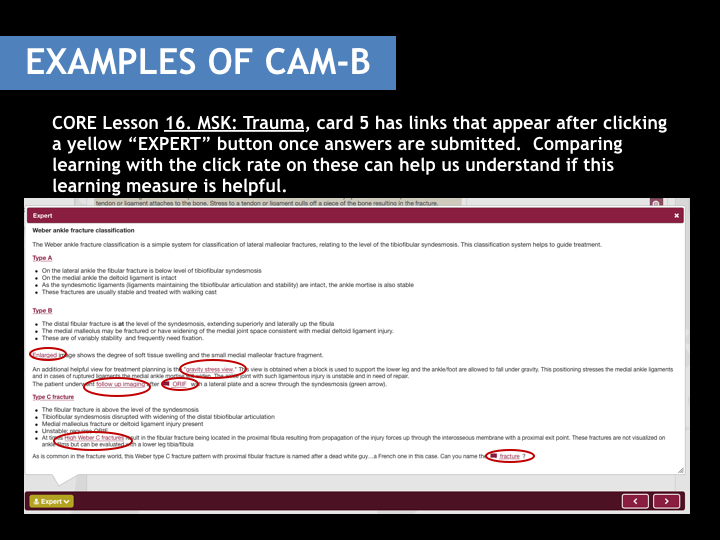 EXAMPLES OF CAM-B
CORE Lesson 16. MSK: Trauma, card 5 has links that appear after clicking
a yellow “EXPERT” button once answers are submitted.  Comparing
learning with the click rate on these can help us understand if this
learning measure is helpful.
tendon or ligament attaches to the bone. Stress to a tendon or ligament pulls off a piece of the bone resulting in the fracture.
Expert
Weber ankle fracture classification
The Weber ankle fracture classification is a simple system for classification of lateral malleolar fractures, relating to the level of the tibiofibular syndesmosis. This classification system helps to guide treatment.
Type A
On the lateral ankle the fibular fracture is below level of tibiofibular syndesmosis
On the medial ankle the deltoid ligament is intact
As the syndesmotic ligaments (ligaments maintaining the tibiofibular articulation and stability) are intact, the ankle mortise is also stable
These fractures are usually stable and treated with walking cast
Type B
The distal fibular fracture is at the level of the syndesmosis, extending superiorly and laterally up the fibula
The medial malleolus may be fractured or have widening of the medial joint space consistent with medial deltoid ligament injury.
These are of variably stability and frequently need fixation.
Enlarged image shows the degree of soft tissue swelling and the small medial malleolar fracture fragment.
An additional helpful view for treatment planning is the "gravity stress view." This view is obtained when a block is used to support the lower leg and the ankle/foot are allowed to fall under gravity. This positioning stresses the medial ankle ligaments
and in cases of ruptured ligaments the medial ankle mortise will widen. The ankle joint with such ligamentous injury is unstable and in need of repair.
The patient underwent follow up imaging after ORIF with a lateral plate and a screw through the syndesmosis (green arrow).
Type C fracture
The fibular fracture is above the level of the syndesmosis
Tibiofibular syndesmosis disrupted with widening of the distal tibiofibular articulation
Medial malleolus fracture or deltoid ligament injury present
Unstable: requires ORIF
At times High Weber C fractures result in the fibular fracture being located in the proximal fibula resulting from propagation of the injury forces up through the interosseous membrane with a proximal exit point. These fractures are not visualized on
ankle films but can be evaluated with a lower leg tibia/fibula
As is common in the fracture world, this Weber type C fracture pattern with proximal fibular fracture is named after a dead white guy...a French one in this case. Can you name the fracture ?
Expert